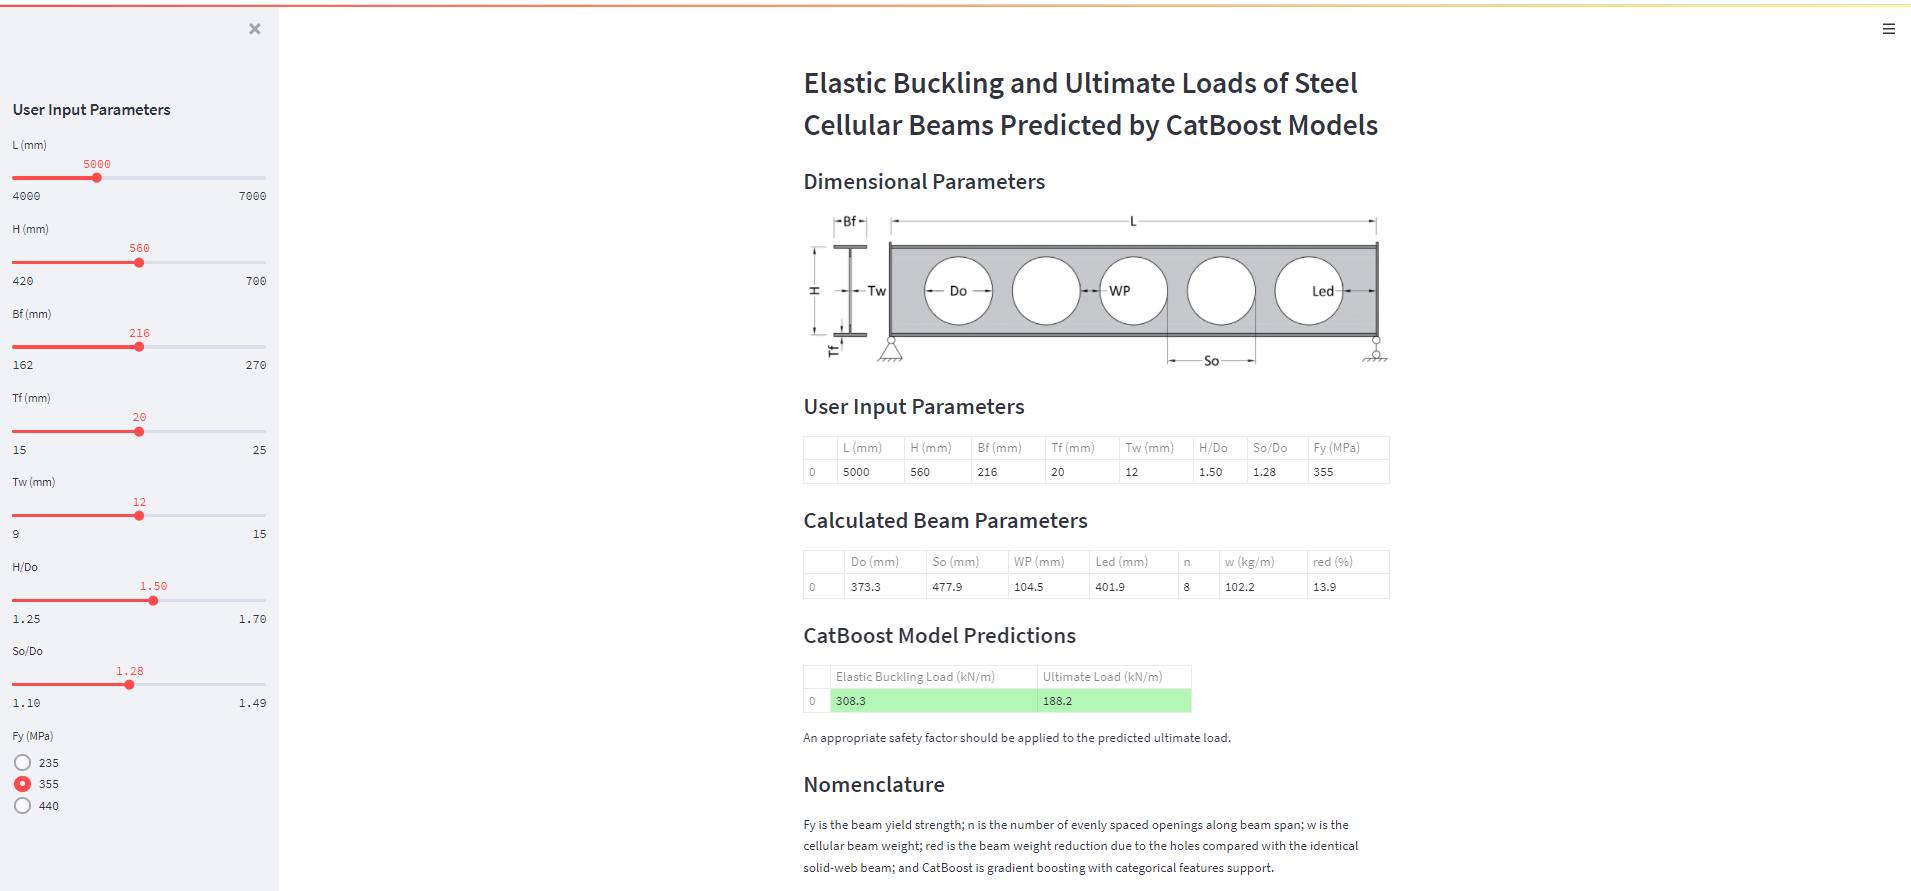 User Input Parameters
L (mm)
5000
4000 7000
H (mm)
560
420 700
Bf (mm)
216
162 270
Tf (mm)
20
15 25
Tw (mm)
12
9 15
H/Do
1.50
1.25 1.70
So/Do
1.28
1.10 1.49
Fy (MPa)
235
355
440
Elastic Buckling and Ultimate Loads of Steel
Cellular Beams Predicted by CatBoost Models
Dimensional Parameters
Bf L
H Tw Do WP Led
Tf So
User Input Parameters
L (mm) H (mm) Bf (mm) Tf (mm) Tw (mm) H/Do So/Do Fy (MPa)
0 5000 560 216 20 12 1.50 1.28 355
Calculated Beam Parameters
Do (mm) So (mm) WP (mm) Led (mm) n w (kg/m) red (%)
0 373.3 477.9 104.5 401.9 8 102.2 13.9
CatBoost Model Predictions
Elastic Buckling Load (kN/m) Ultimate Load (kN/m)
0 308.3 188.2
An appropriate safety factor should be applied to the predicted ultimate load.
Nomenclature
Fy is the beam yield strength; n is the number of evenly spaced openings along beam span; w is the
cellular beam weight; red is the beam weight reduction due to the holes compared with the identical
solid-web beam; and CatBoost is gradient boosting with categorical features support.